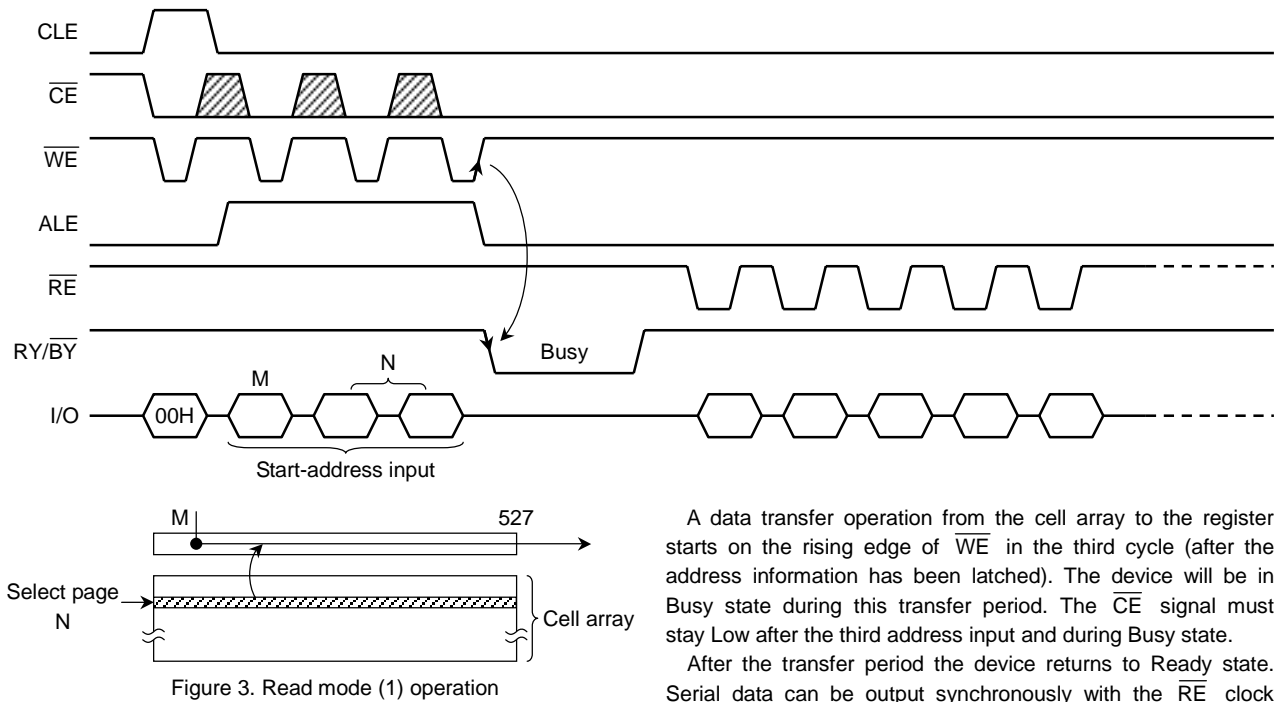 CLE
CE
WE
ALE
RE
RY/BY
Busy
N
M
I/O
00H
Start-address input
M
527
Select page
N
Cell array
Figure 3. Read mode (1) operation
A data transfer operation from the cell array to the register
starts on the rising edge of WE in the third cycle (after the
address information has been latched). The device will be in
Busy state during this transfer period. The CE signal must
stay Low after the third address input and during Busy state.
After the transfer period the device returns to Ready state.
Serial data can be output synchronously with the RE clock